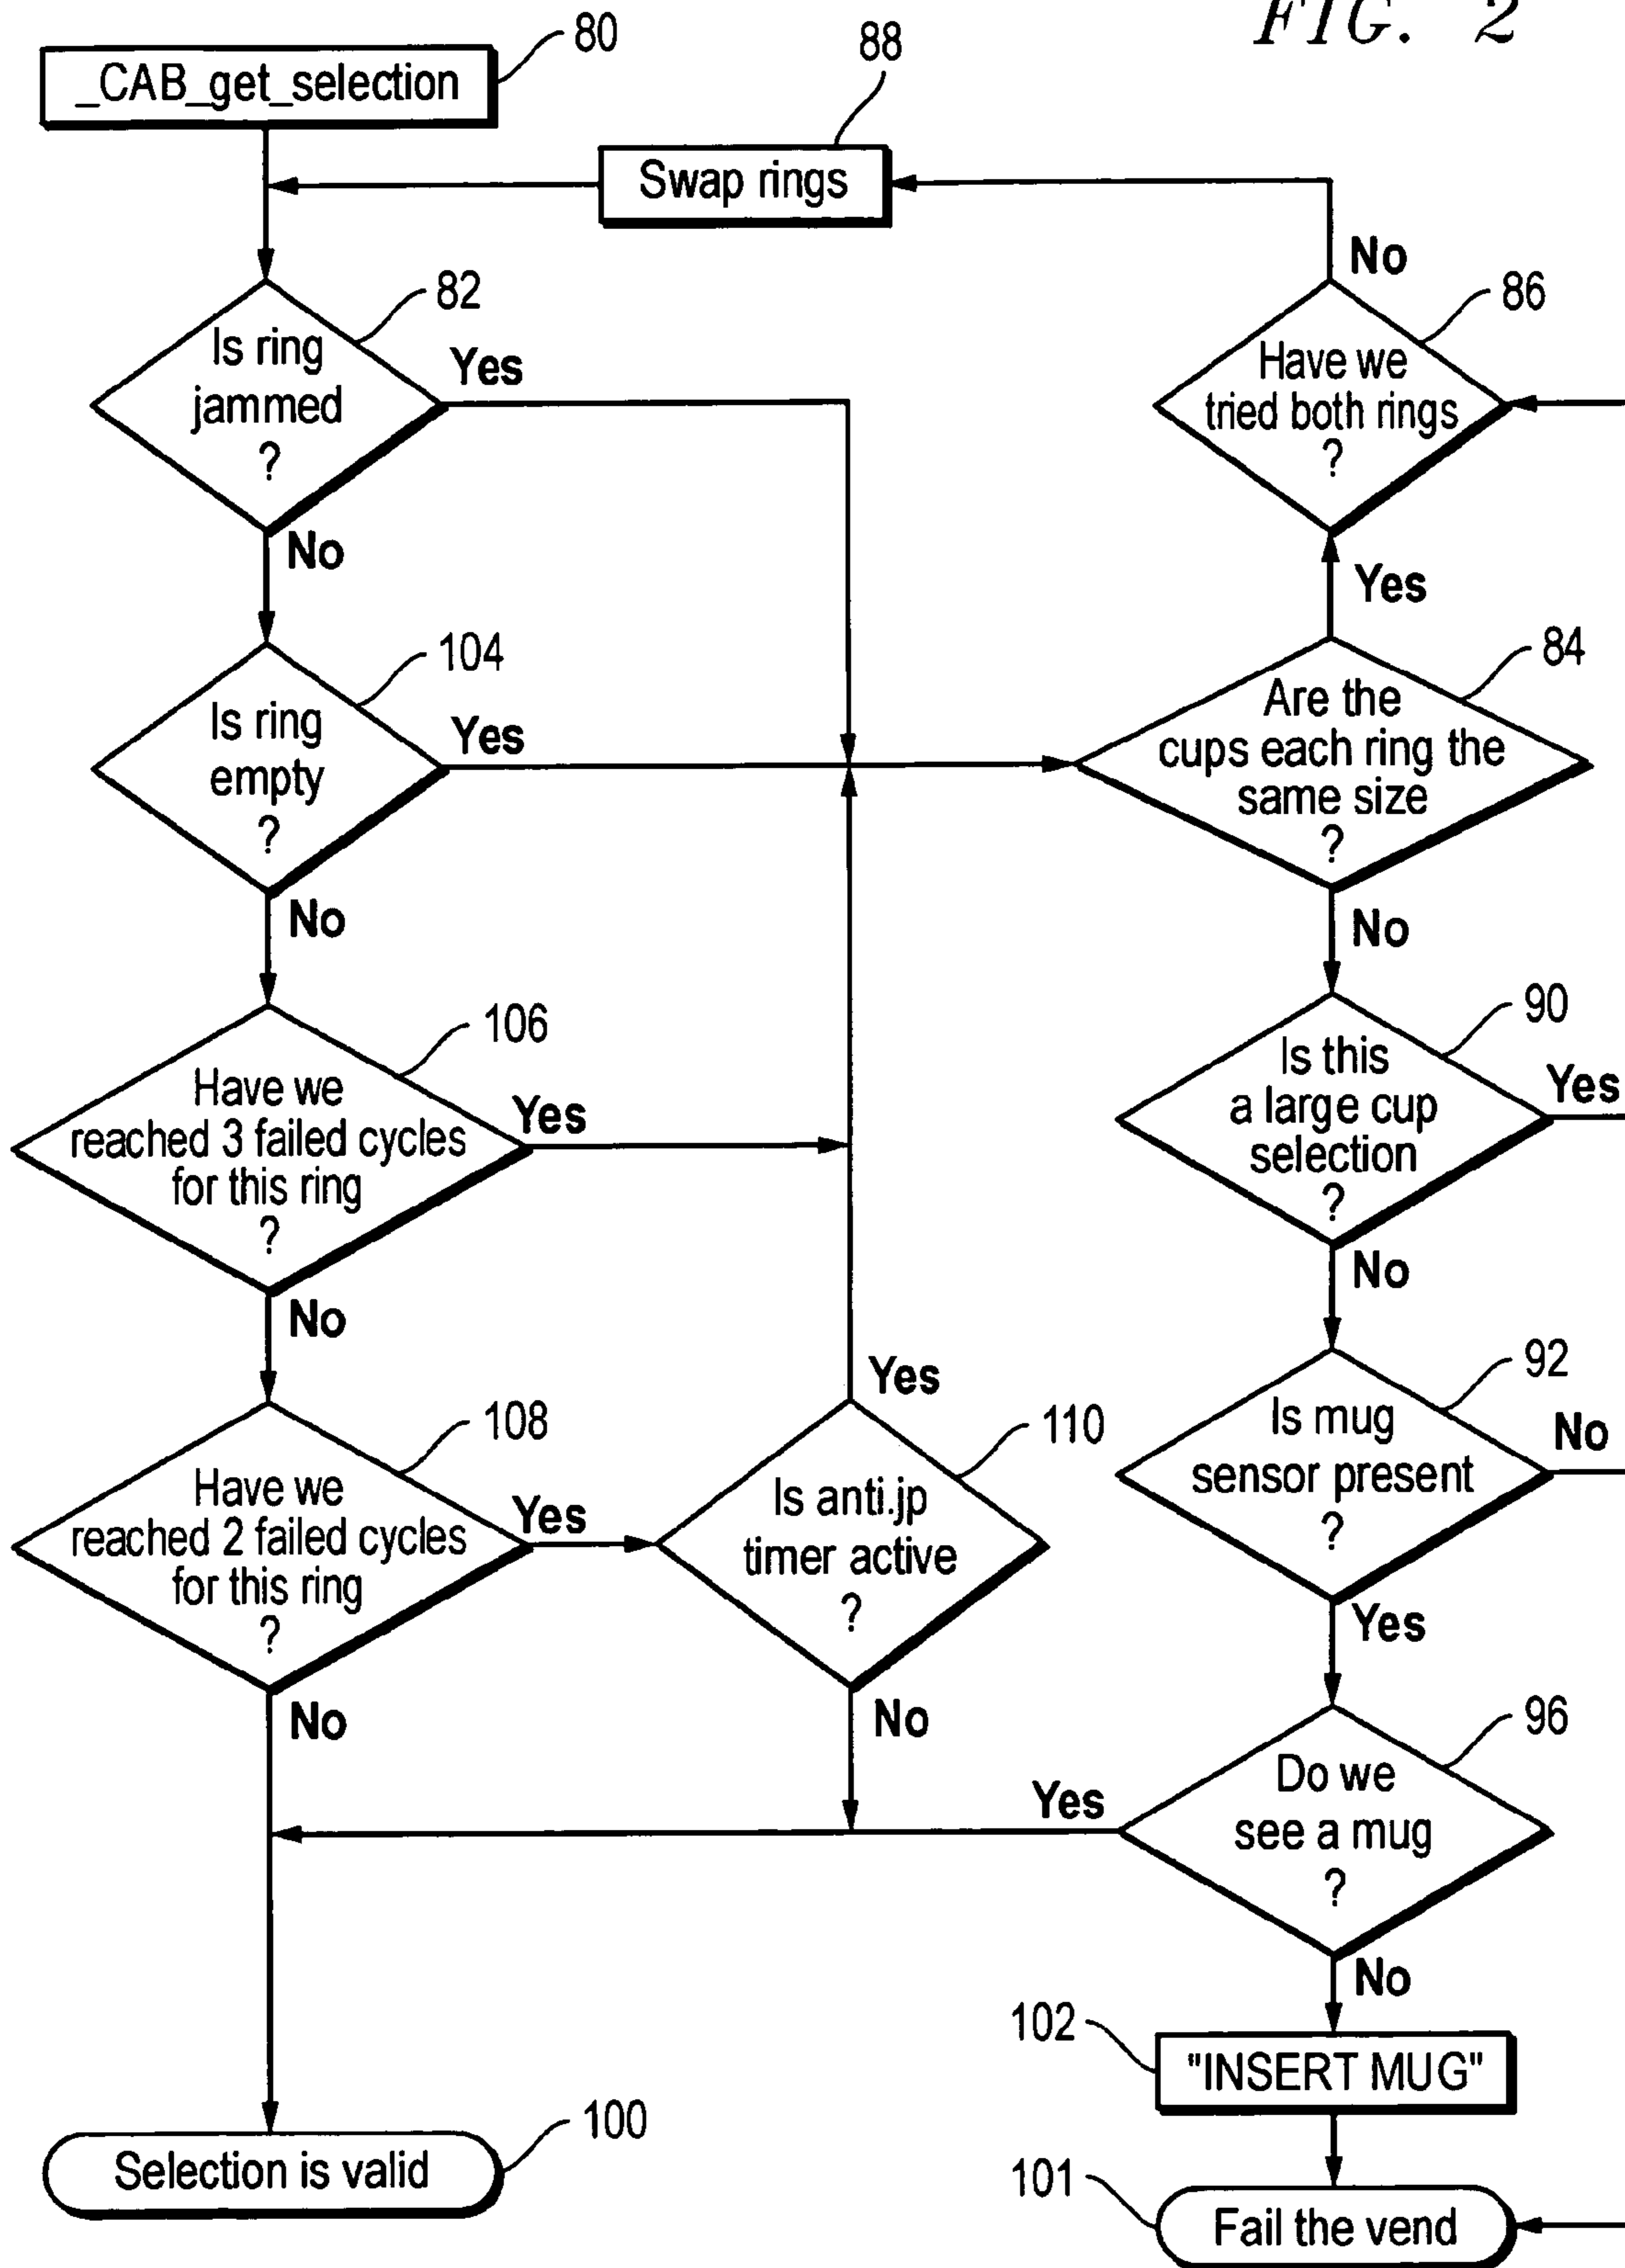 FIG. 2
80
_CAB_get_selection
88
Swap rings
No
82
Is ring
jammed
?
Yes
No
86
Have we
tried both rings
?
Yes
104
Is ring
empty
?
Yes
No
84
Are the
cups each ring the
same size
?
No
106
Have we
reached 3 failed cycles
for this ring
?
Yes
No
90
Is this
a large cup
selection
?
Yes
No
108
Have we
reached 2 failed cycles
for this ring
?
Yes
No
110
Yes
Is anti.jp
timer active
?
No
92
Is mug
sensor present
?
No
Yes
96
Do we
see a mug
?
Yes
No
102
"INSERT MUG"
100
Selection is valid
101
Fail the vend